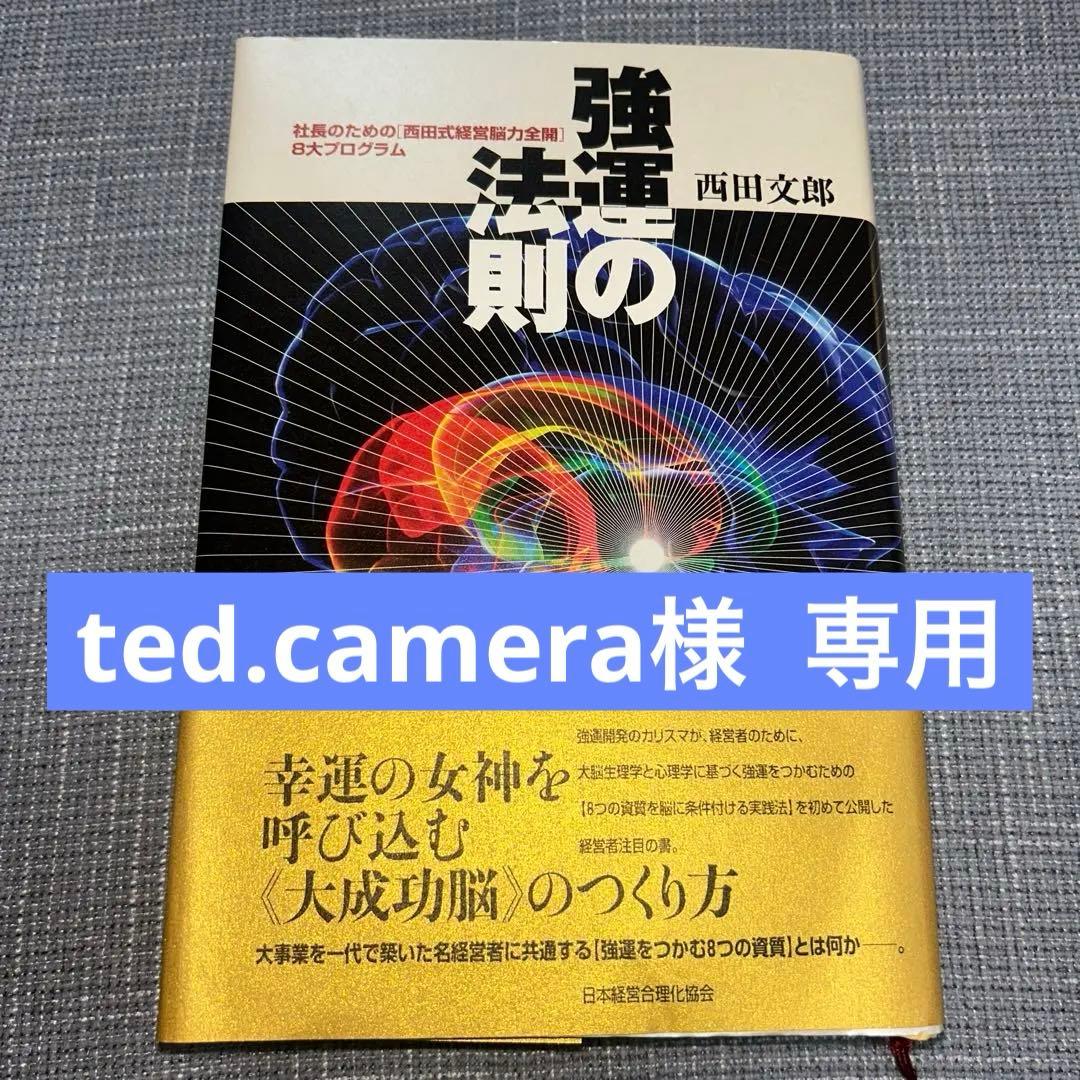 社長のための[西田式経営脳力全開]
8大プログラム
強運の
法則
西田文郎
ted.camera様 専用
幸運の女神を
呼び込む
《大成功脳》のつくり方
強運開発のカリスマが、経営者のために、
大脳生理学と心理学に基づく強運をつかむための
【8つの資質を脳に条件付ける実践法】を初めて公開した
経営者注目の書。
大事業を一代で築いた名経営者に共通する【強運をつかむ8つの資質】とは何か──。
日本経営合理化協会